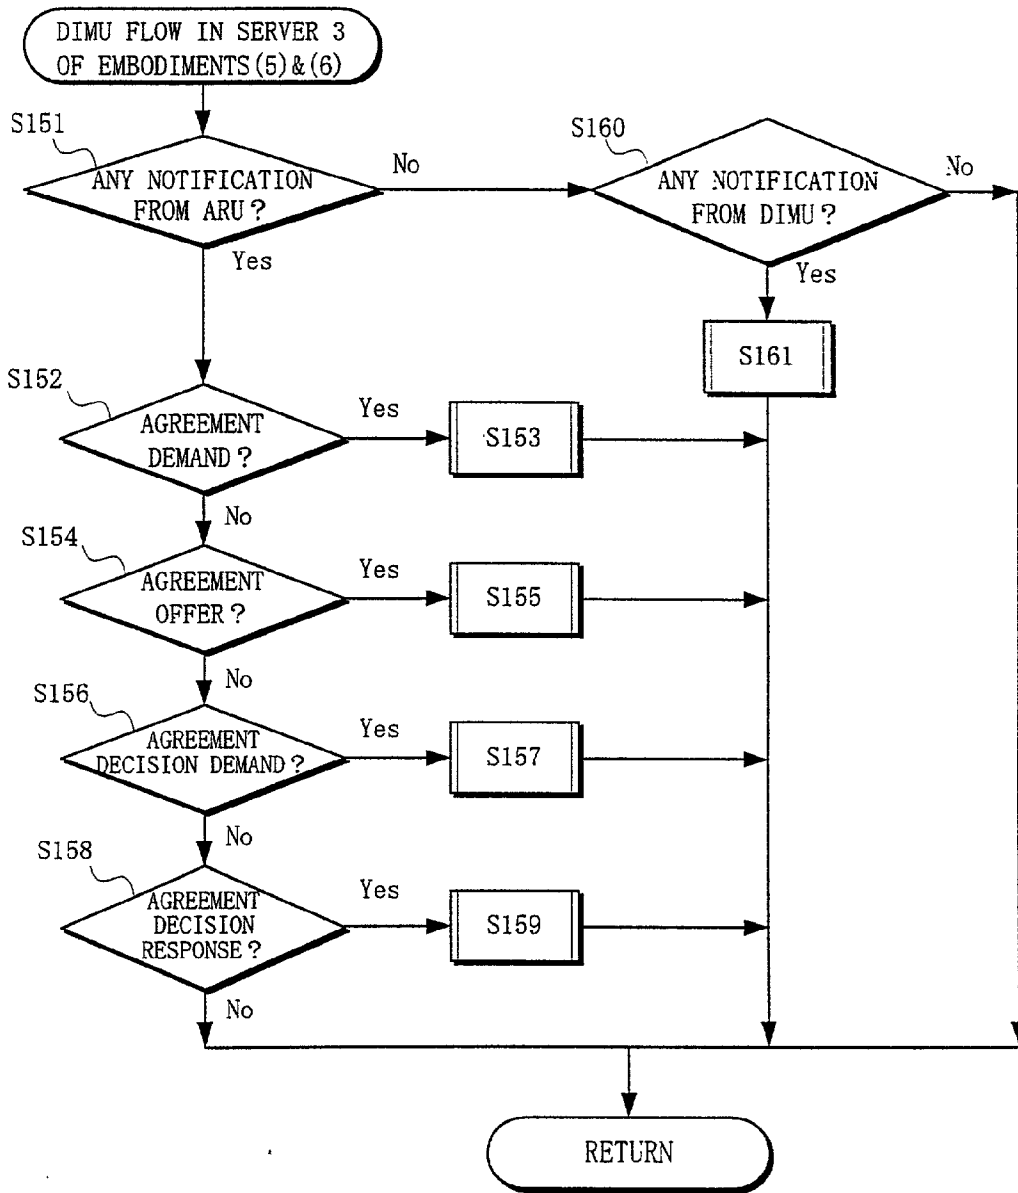 DIMU FLOW IN SERVER 3
OF EMBODIMENTS(5)&(6)
S151
ANY NOTIFICATION
FROM ARU?
No
Yes
S160
ANY NOTIFICATION
FROM DIMU?
No
Yes
S161
S152
AGREEMENT
DEMAND?
Yes
S153
No
S154
AGREEMENT
OFFER?
Yes
S155
No
S156
AGREEMENT
DECISION DEMAND?
Yes
S157
No
S158
AGREEMENT
DECISION
RESPONSE?
Yes
S159
No
RETURN